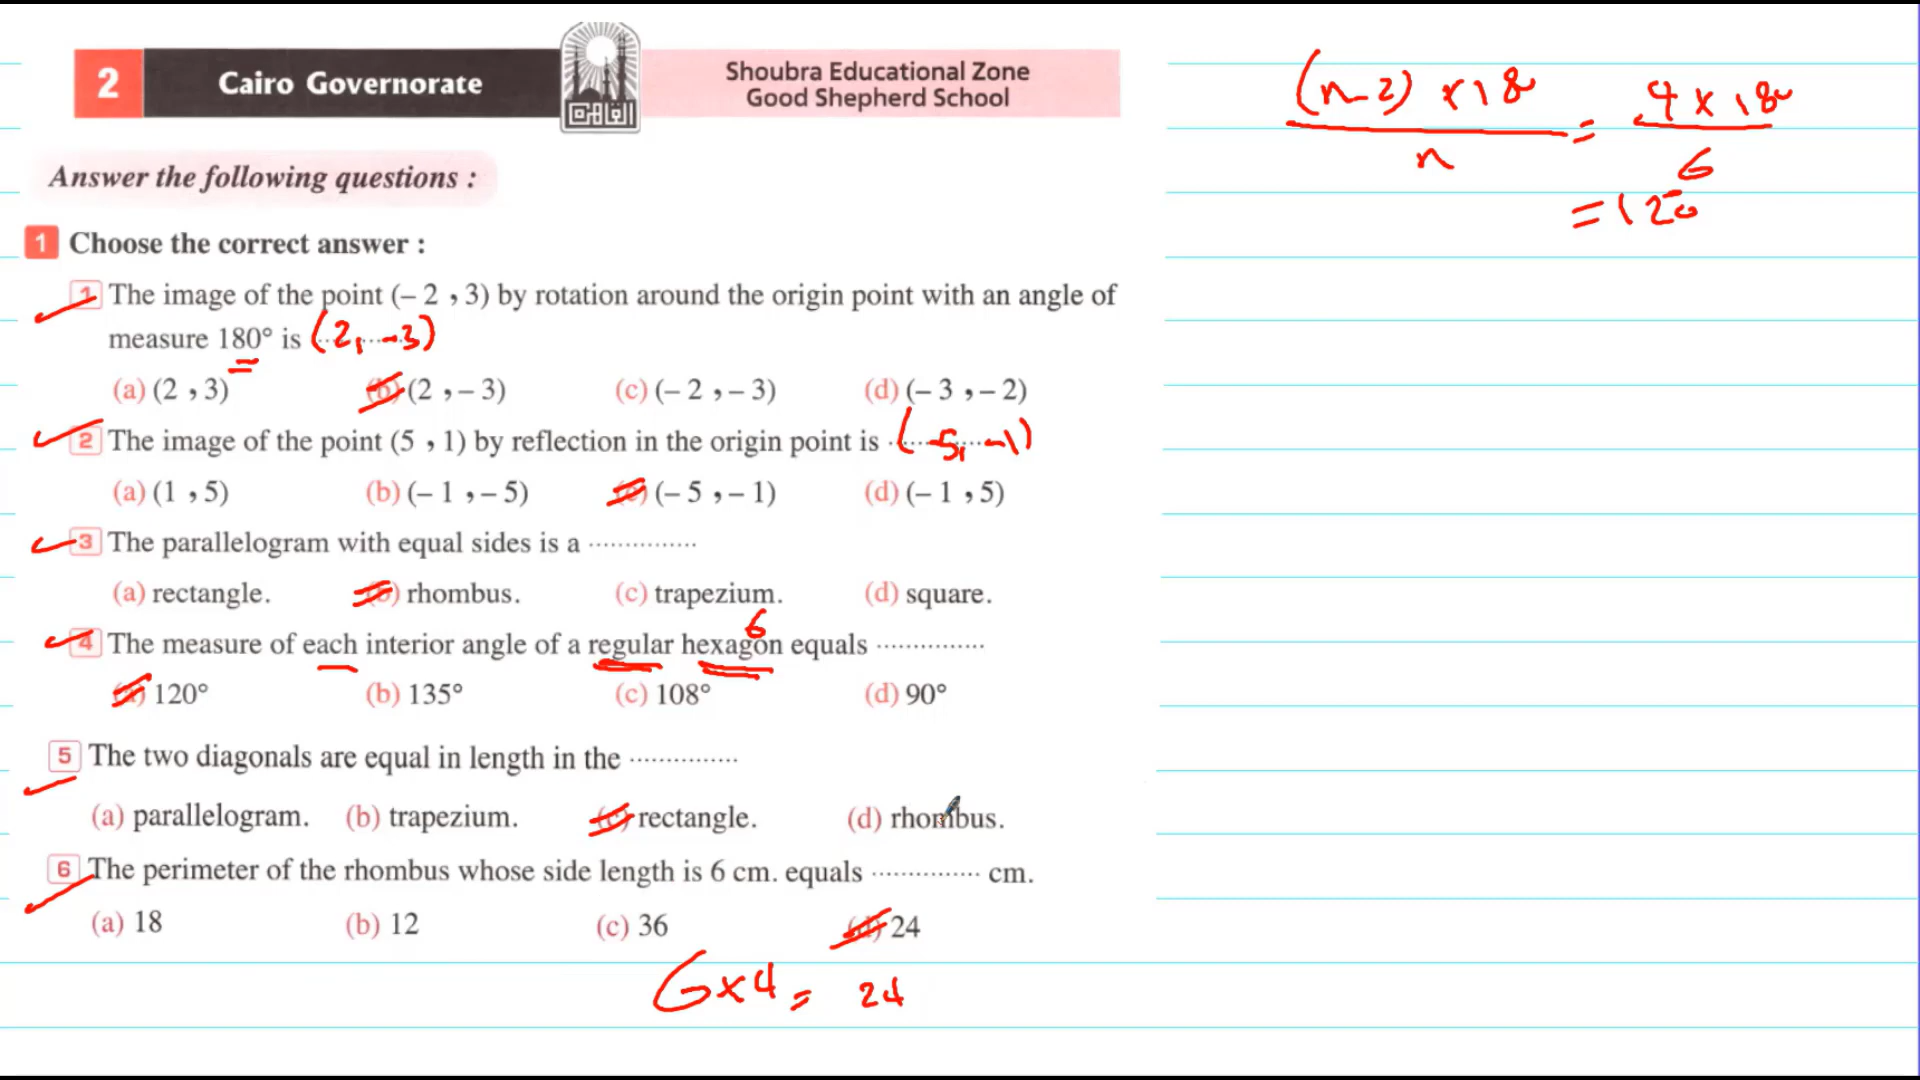 2 Cairo Governorate القاهرة Shoubra Educational Zone
Good Shepherd School
Answer the following questions :
1 Choose the correct answer :
1 The image of the point (– 2 , 3) by rotation around the origin point with an angle of
measure 180° is ............ (2, -3)
(a) (2 , 3) (b) (2 , – 3) (c) (– 2 , – 3) (d) (– 3 , – 2)
2 The image of the point (5 , 1) by reflection in the origin point is ............ (-5, -1)
(a) (1 , 5) (b) (– 1 , – 5) (c) (– 5 , – 1) (d) (– 1 , 5)
3 The parallelogram with equal sides is a ...............
(a) rectangle. (b) rhombus. (c) trapezium. (d) square.
6
4 The measure of each interior angle of a regular hexagon equals ...............
(a) 120° (b) 135° (c) 108° (d) 90°
5 The two diagonals are equal in length in the ...............
(a) parallelogram. (b) trapezium. (c) rectangle. (d) rhombus.
6 The perimeter of the rhombus whose side length is 6 cm. equals ............... cm.
(a) 18 (b) 12 (c) 36 (d) 24
6 x 4 = 24
(n-2) x 180 = 4 x 180
n 6
= 120